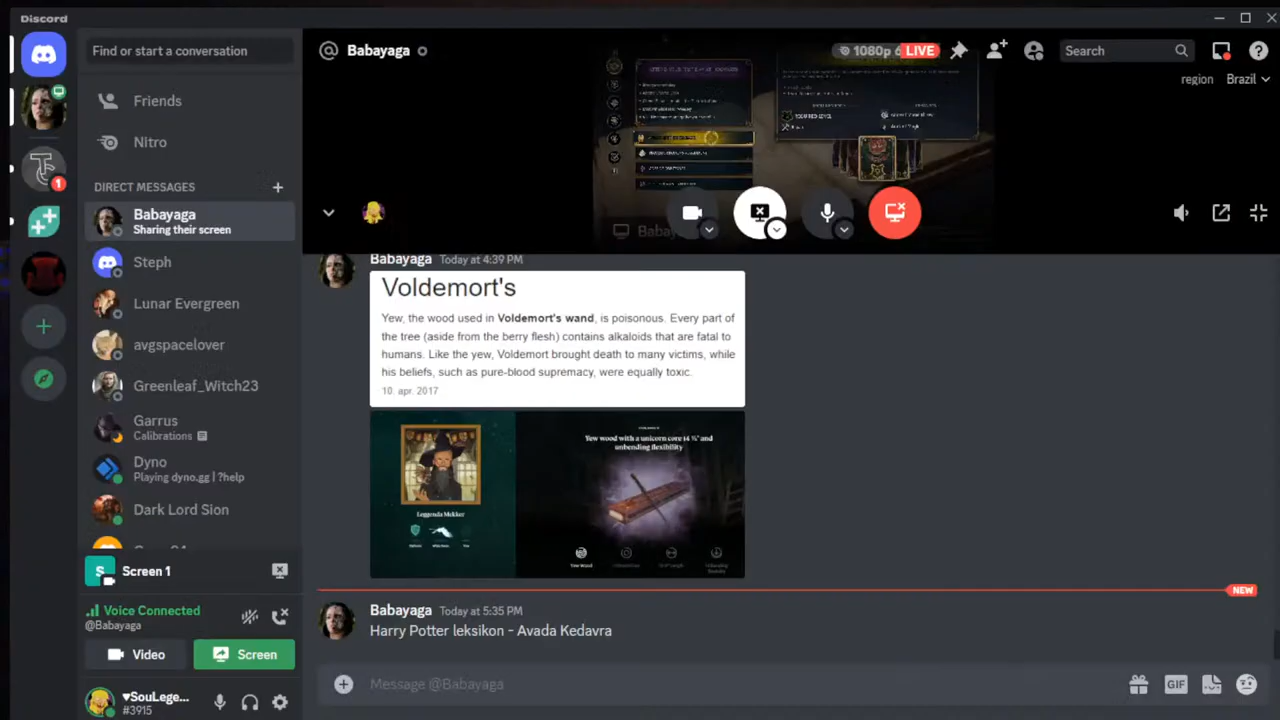 Discord
Find or start a conversation
Friends
Nitro
DIRECT MESSAGES
Babayaga
Sharing their screen
Steph
Lunar Evergreen
avgspacelover
Greenleaf_Witch23
Garrus
Calibrations
Dyno
Playing dyno.gg | ?help
Dark Lord Sion
Screen 1
Voice Connected
@Babayaga
Video
Screen
♥SouLege...
#3915
1
S
Babayaga
1080p
LIVE
Search
region
Brazil
Babayaga Today at 4:39 PM
Voldemort's
Yew, the wood used in Voldemort's wand, is poisonous. Every part of
the tree (aside from the berry flesh) contains alkaloids that are fatal to
humans. Like the yew, Voldemort brought death to many victims, while
his beliefs, such as pure-blood supremacy, were equally toxic.
10. apr. 2017
Yew wood with a unicorn core 14 ½" and
unbending flexibility
Yew Wood
NEW
Babayaga Today at 5:35 PM
Harry Potter leksikon - Avada Kedavra
Message @Babayaga
GIF